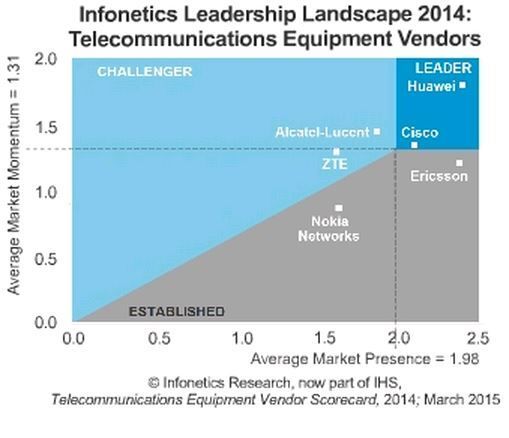 Infonetics Leadership Landscape 2014:
Telecommunications Equipment Vendors
Average Market Momentum = 1.31
2.0
1.5
1.0
0.5
0.0
CHALLENGER
LEADER
Huawei
Alcatel-Lucent
Cisco
ZTE
Ericsson
Nokia
Networks
ESTABLISHED
0.0 0.5 1.0 1.5 2.0 2.5
Average Market Presence = 1.98
© Infonetics Research, now part of IHS,
Telecommunications Equipment Vendor Scorecard, 2014; March 2015